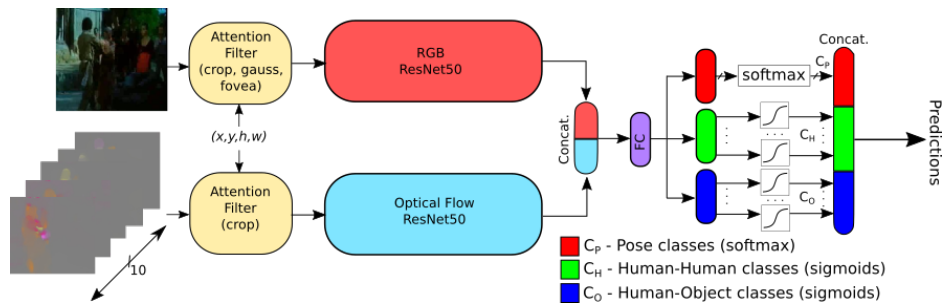 Attention
Filter
(crop, gauss,
fovea)
RGB
ResNet50
(x,y,h,w)
Attention
Filter
(crop)
Optical Flow
ResNet50
10
Concat.
FC
softmax
C_P
C_H
C_O
Concat.
Predictions
C_P - Pose classes (softmax)
C_H - Human-Human classes (sigmoids)
C_O - Human-Object classes (sigmoids)